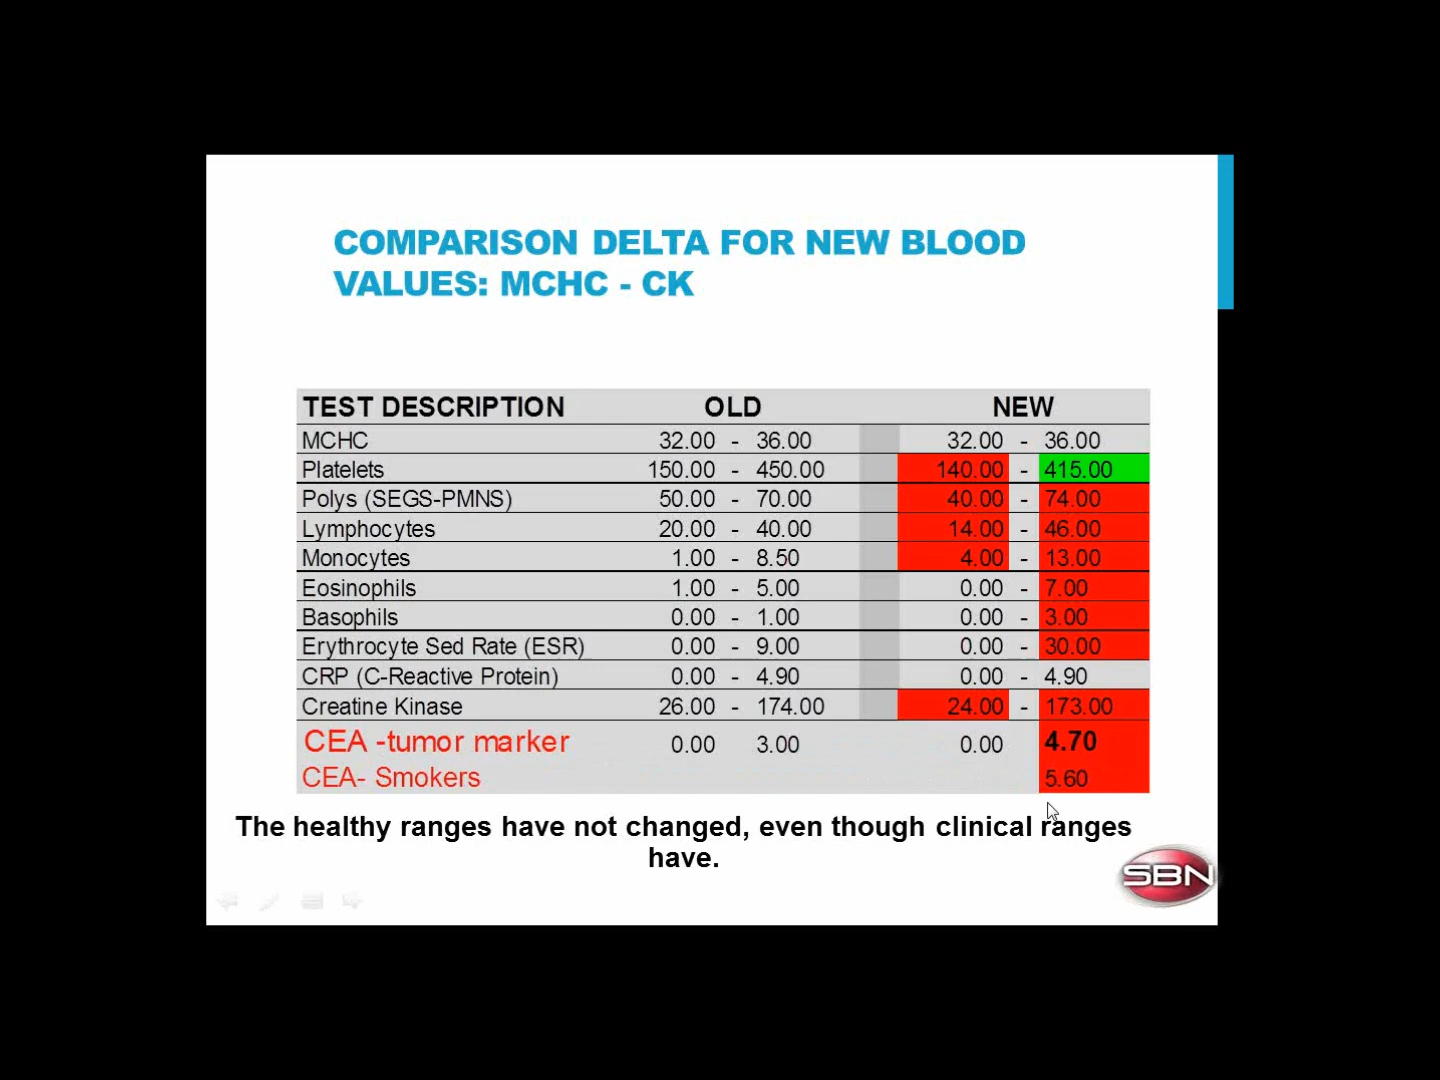 COMPARISON DELTA FOR NEW BLOOD
VALUES: MCHC - CK
TEST DESCRIPTION OLD NEW
MCHC 32.00 - 36.00 32.00 - 36.00
Platelets 150.00 - 450.00 140.00 - 415.00
Polys (SEGS-PMNS) 50.00 - 70.00 40.00 - 74.00
Lymphocytes 20.00 - 40.00 14.00 - 46.00
Monocytes 1.00 - 8.50 4.00 - 13.00
Eosinophils 1.00 - 5.00 0.00 - 7.00
Basophils 0.00 - 1.00 0.00 - 3.00
Erythrocyte Sed Rate (ESR) 0.00 - 9.00 0.00 - 30.00
CRP (C-Reactive Protein) 0.00 - 4.90 0.00 - 4.90
Creatine Kinase 26.00 - 174.00 24.00 - 173.00
CEA -tumor marker 0.00 3.00 0.00 4.70
CEA- Smokers 5.60
The healthy ranges have not changed, even though clinical ranges
have.
SBN